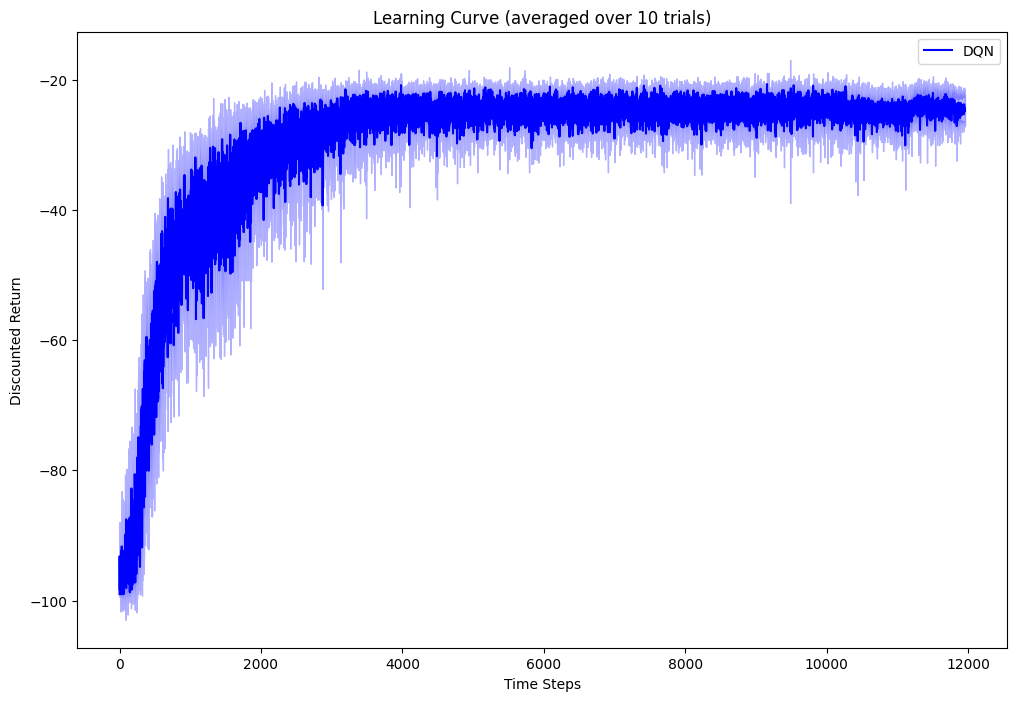 Learning Curve (averaged over 10 trials)
DQN
Discounted Return
−20
−40
−60
−80
−100
0 2000 4000 6000 8000 10000 12000
Time Steps